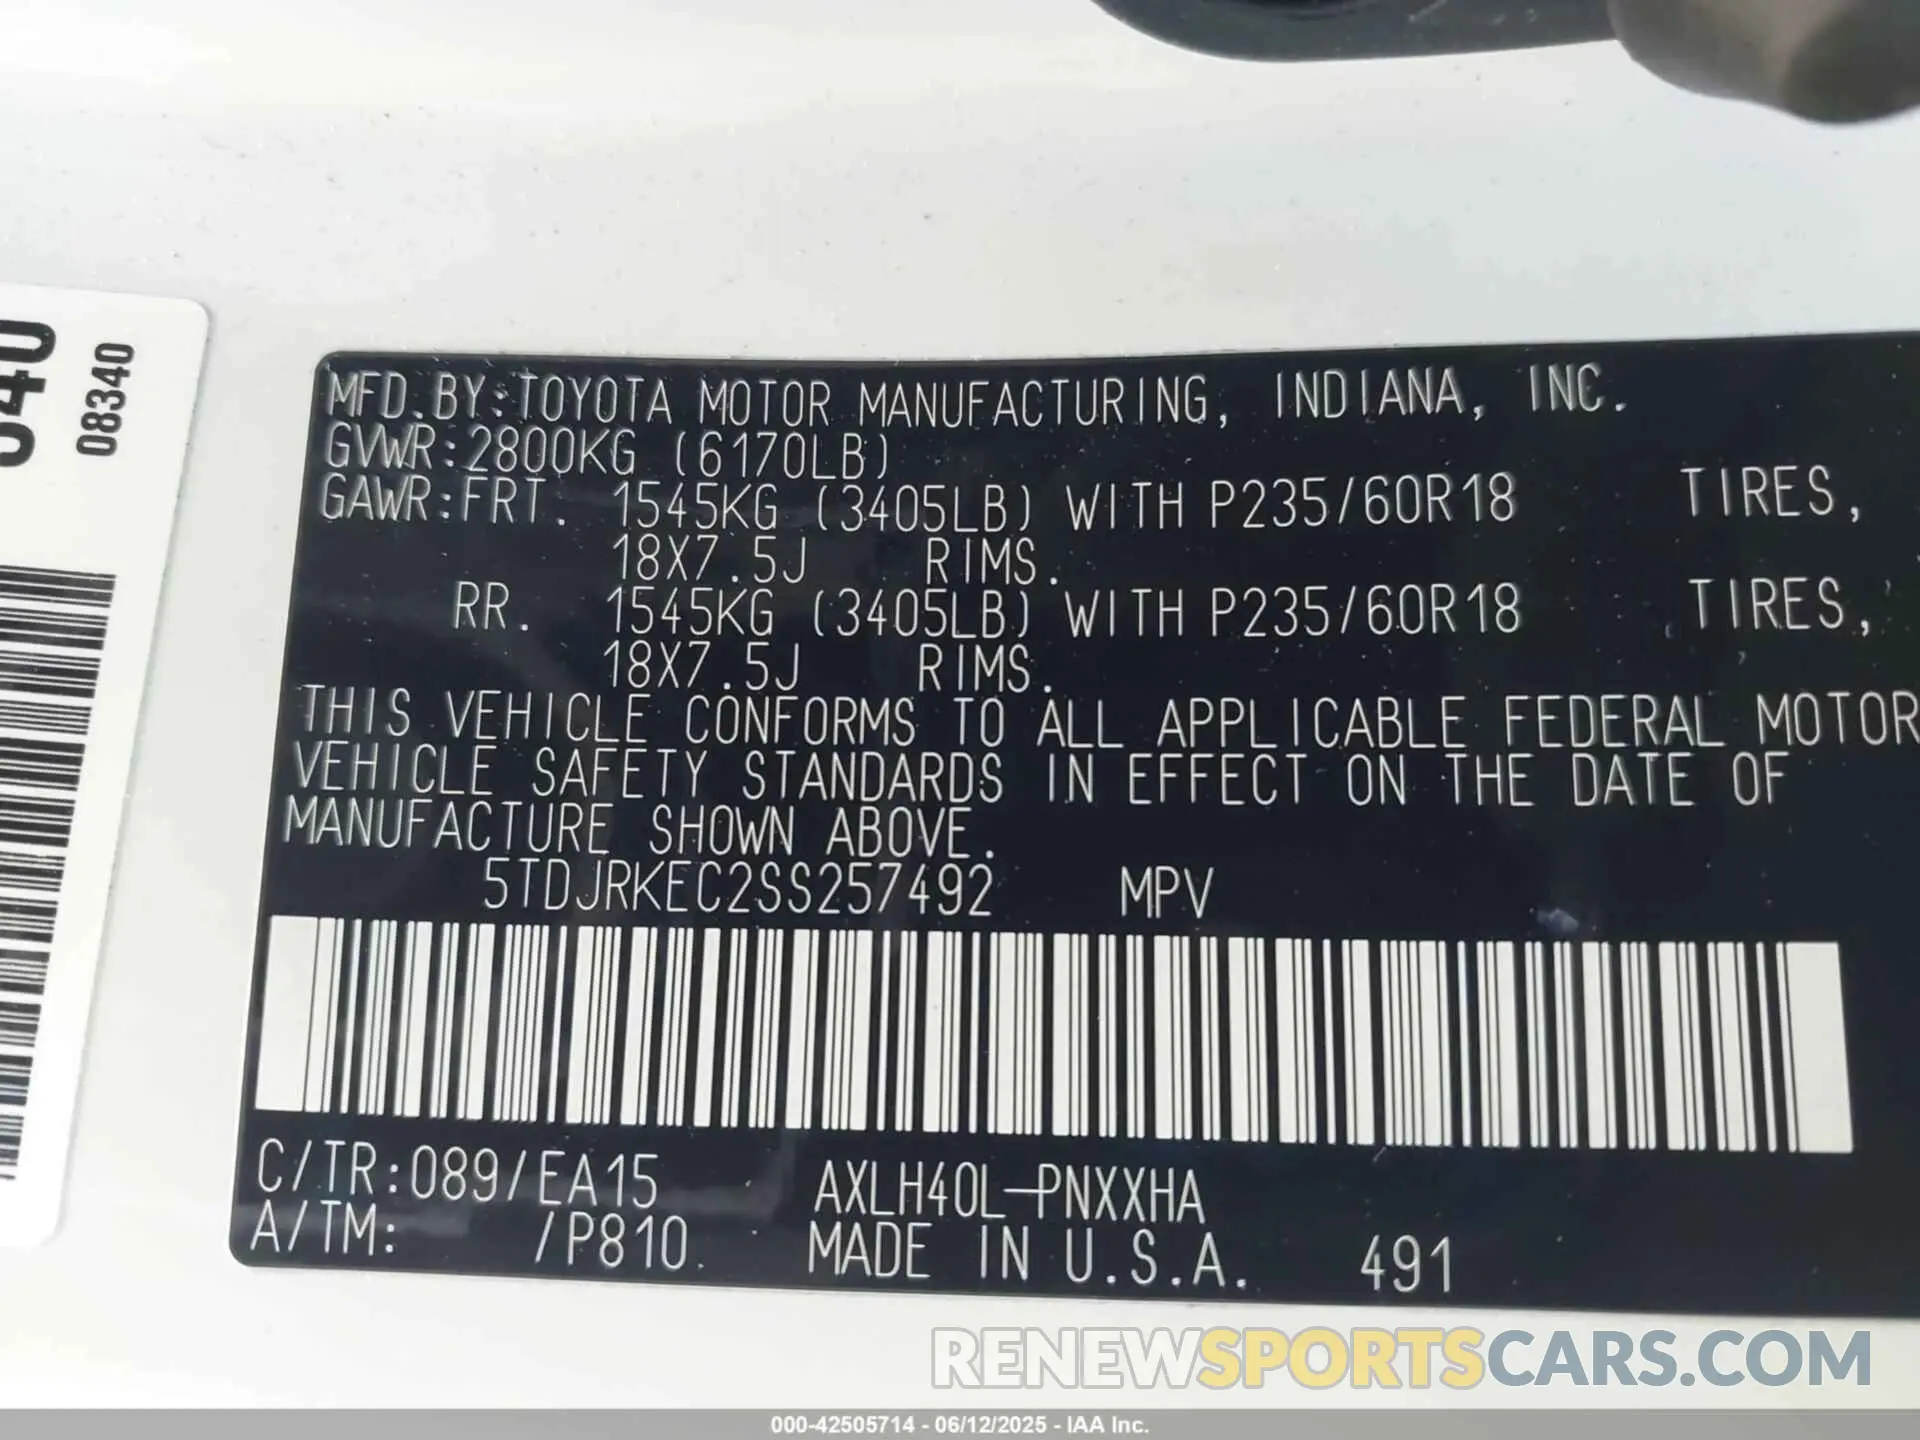 08340
MFD.BY:TOYOTA MOTOR MANUFACTURING, INDIANA, INC.
GVWR:2800KG (6170LB)
GAWR:FRT. 1545KG (3405LB) WITH P235/60R18 TIRES,
18X7.5J RIMS.
RR. 1545KG (3405LB) WITH P235/60R18 TIRES,
18X7.5J RIMS.
THIS VEHICLE CONFORMS TO ALL APPLICABLE FEDERAL MOTOR
VEHICLE SAFETY STANDARDS IN EFFECT ON THE DATE OF
MANUFACTURE SHOWN ABOVE.
5TDJRKEC2SS257492 MPV
C/TR:089/EA15 AXLH40L-PNXXHA
A/TM: /P810 MADE IN U.S.A. 491
RENEWSPORTSCARS.COM
000-42505714 - 06/12/2025 - IAA Inc.